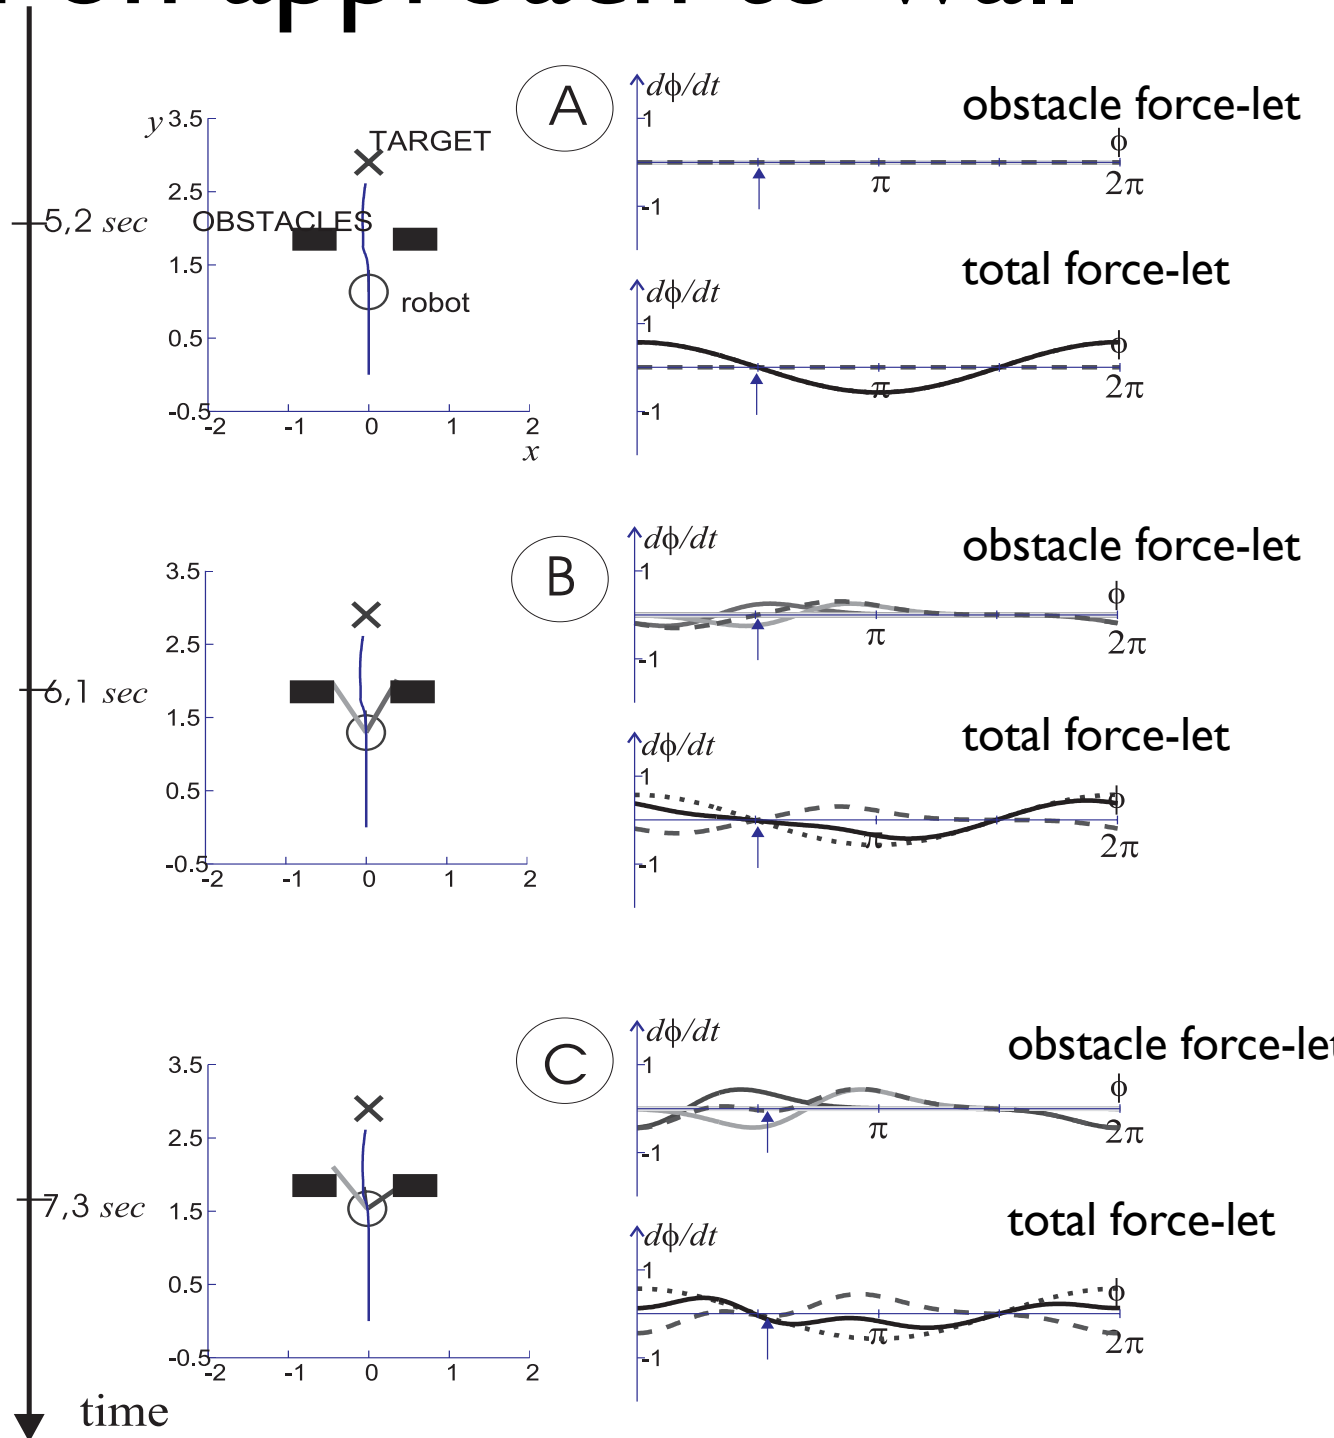 on approach to wall
A
dϕ/dt
obstacle force-let
y 3.5
1
TARGET
ϕ
π
2π
2.5
-1
5,2 sec
OBSTACLES
1.5
total force-let
dϕ/dt
robot
1
0.5
ϕ
π
2π
-0.5
-1
-2 -1 0 1 2
x
B
dϕ/dt
obstacle force-let
3.5
1
ϕ
π
2π
2.5
-1
6,1 sec
1.5
total force-let
dϕ/dt
1
0.5
ϕ
π
2π
-0.5
-1
-2 -1 0 1 2
C
dϕ/dt
obstacle force-let
3.5
1
ϕ
π
2π
2.5
-1
7,3 sec
1.5
total force-let
dϕ/dt
1
0.5
ϕ
π
2π
-0.5
-1
-2 -1 0 1 2
time